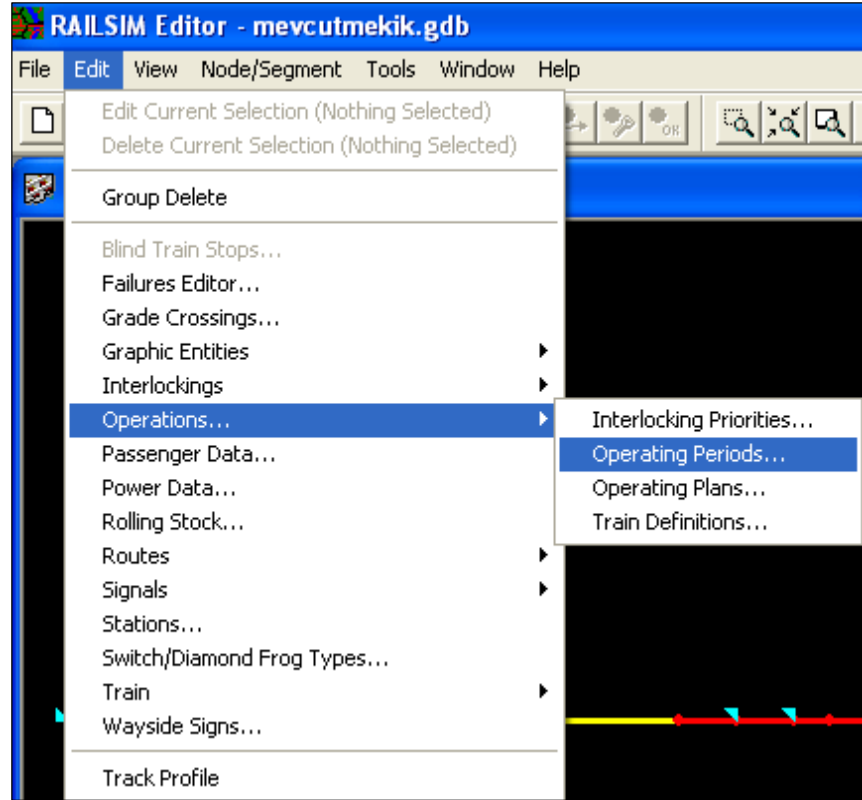 RAILSIM Editor - mevcutmekik.gdb
File Edit View Node/Segment Tools Window Help
Edit Current Selection (Nothing Selected)
Delete Current Selection (Nothing Selected)
OK
Group Delete
Blind Train Stops...
Failures Editor...
Grade Crossings...
Graphic Entities
Interlockings
Operations...
Interlocking Priorities...
Passenger Data...
Operating Periods...
Power Data...
Operating Plans...
Rolling Stock...
Train Definitions...
Routes
Signals
Stations...
Switch/Diamond Frog Types...
Train
Wayside Signs...
Track Profile